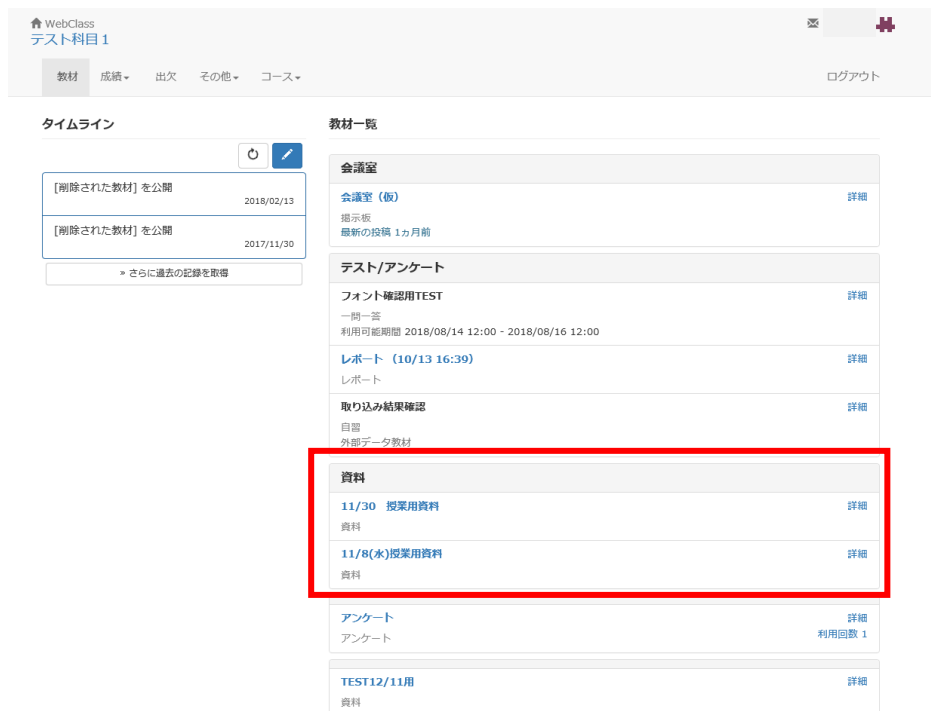 WebClass
テスト科目1
教材 成績 出欠 その他 コース ログアウト
タイムライン
[削除された教材] を公開
2018/02/13
[削除された教材] を公開
2017/11/30
» さらに過去の記録を取得
教材一覧
会議室
会議室（仮） 詳細
掲示板
最新の投稿 1ヵ月前
テスト/アンケート
フォント確認用TEST 詳細
一問一答
利用可能期間 2018/08/14 12:00 - 2018/08/16 12:00
レポート （10/13 16:39） 詳細
レポート
取り込み結果確認 詳細
自習
外部データ教材
資料
11/30　授業用資料 詳細
資料
11/8(水)授業用資料 詳細
資料
アンケート 詳細
アンケート 利用回数 1
TEST12/11用 詳細
資料